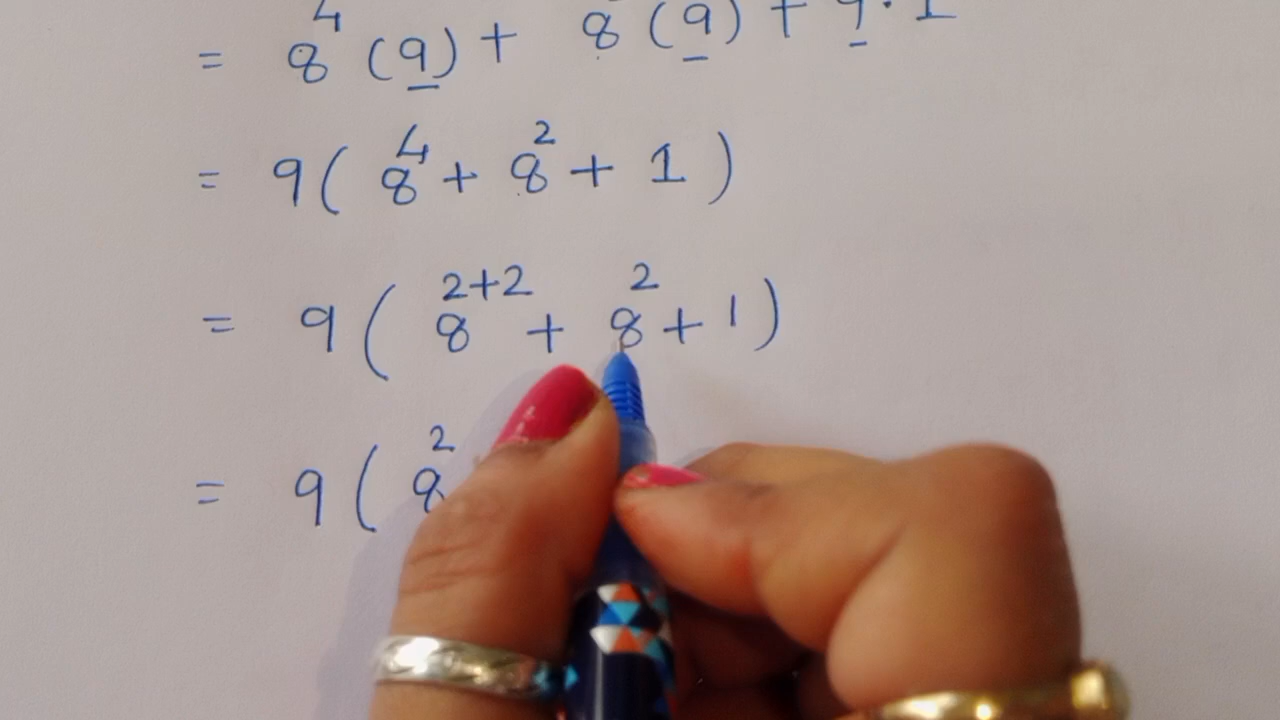 = 8⁴ (9) + 8 (9) + 9 · 1
= 9 ( 8⁴ + 8² + 1 )
= 9 ( 8²⁺² + 8² + 1 )
= 9 ( 8²